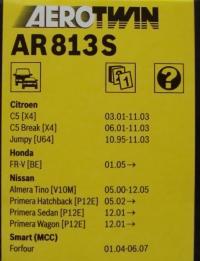 AEROTWIN
AR813S
2 1
?
Citroen
C5 [X4] 03.01-11.03
C5 Break [X4] 06.01-11.03
Jumpy [U64] 10.95-11.03
Honda
FR-V [BE] 01.05→
Nissan
Almera Tino [V10M] 05.00-12.05
Primera Hatchback [P12E] 05.02→
Primera Sedan [P12E] 12.01→
Primera Wagon [P12E] 12.01→
Smart (MCC)
Forfour 01.04-06.07